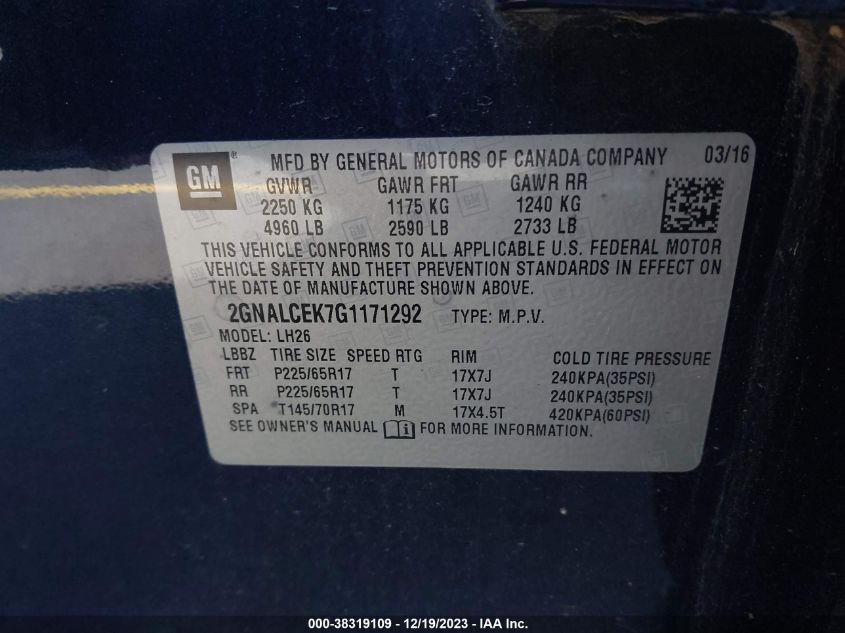 GM ® MFD BY GENERAL MOTORS OF CANADA COMPANY 03/16
GVWR GAWR FRT GAWR RR
2250 KG 1175 KG 1240 KG
4960 LB 2590 LB 2733 LB
THIS VEHICLE CONFORMS TO ALL APPLICABLE U.S. FEDERAL MOTOR
VEHICLE SAFETY AND THEFT PREVENTION STANDARDS IN EFFECT ON
THE DATE OF MANUFACTURE SHOWN ABOVE.
2GNALCEK7G1171292 TYPE: M.P.V.
MODEL: LH26
LBBZ TIRE SIZE SPEED RTG RIM COLD TIRE PRESSURE
FRT P225/65R17 T 17X7J 240KPA(35PSI)
RR P225/65R17 T 17X7J 240KPA(35PSI)
SPA T145/70R17 M 17X4.5T 420KPA(60PSI)
SEE OWNER'S MANUAL FOR MORE INFORMATION.
000-38319109 - 12/19/2023 - IAAI.com